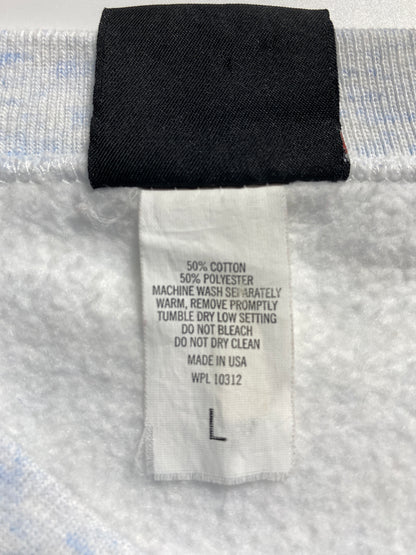 50% COTTON
50% POLYESTER
MACHINE WASH SEPARATELY
WARM, REMOVE PROMPTLY
TUMBLE DRY LOW SETTING
DO NOT BLEACH
DO NOT DRY CLEAN
MADE IN USA
WPL 10312
L